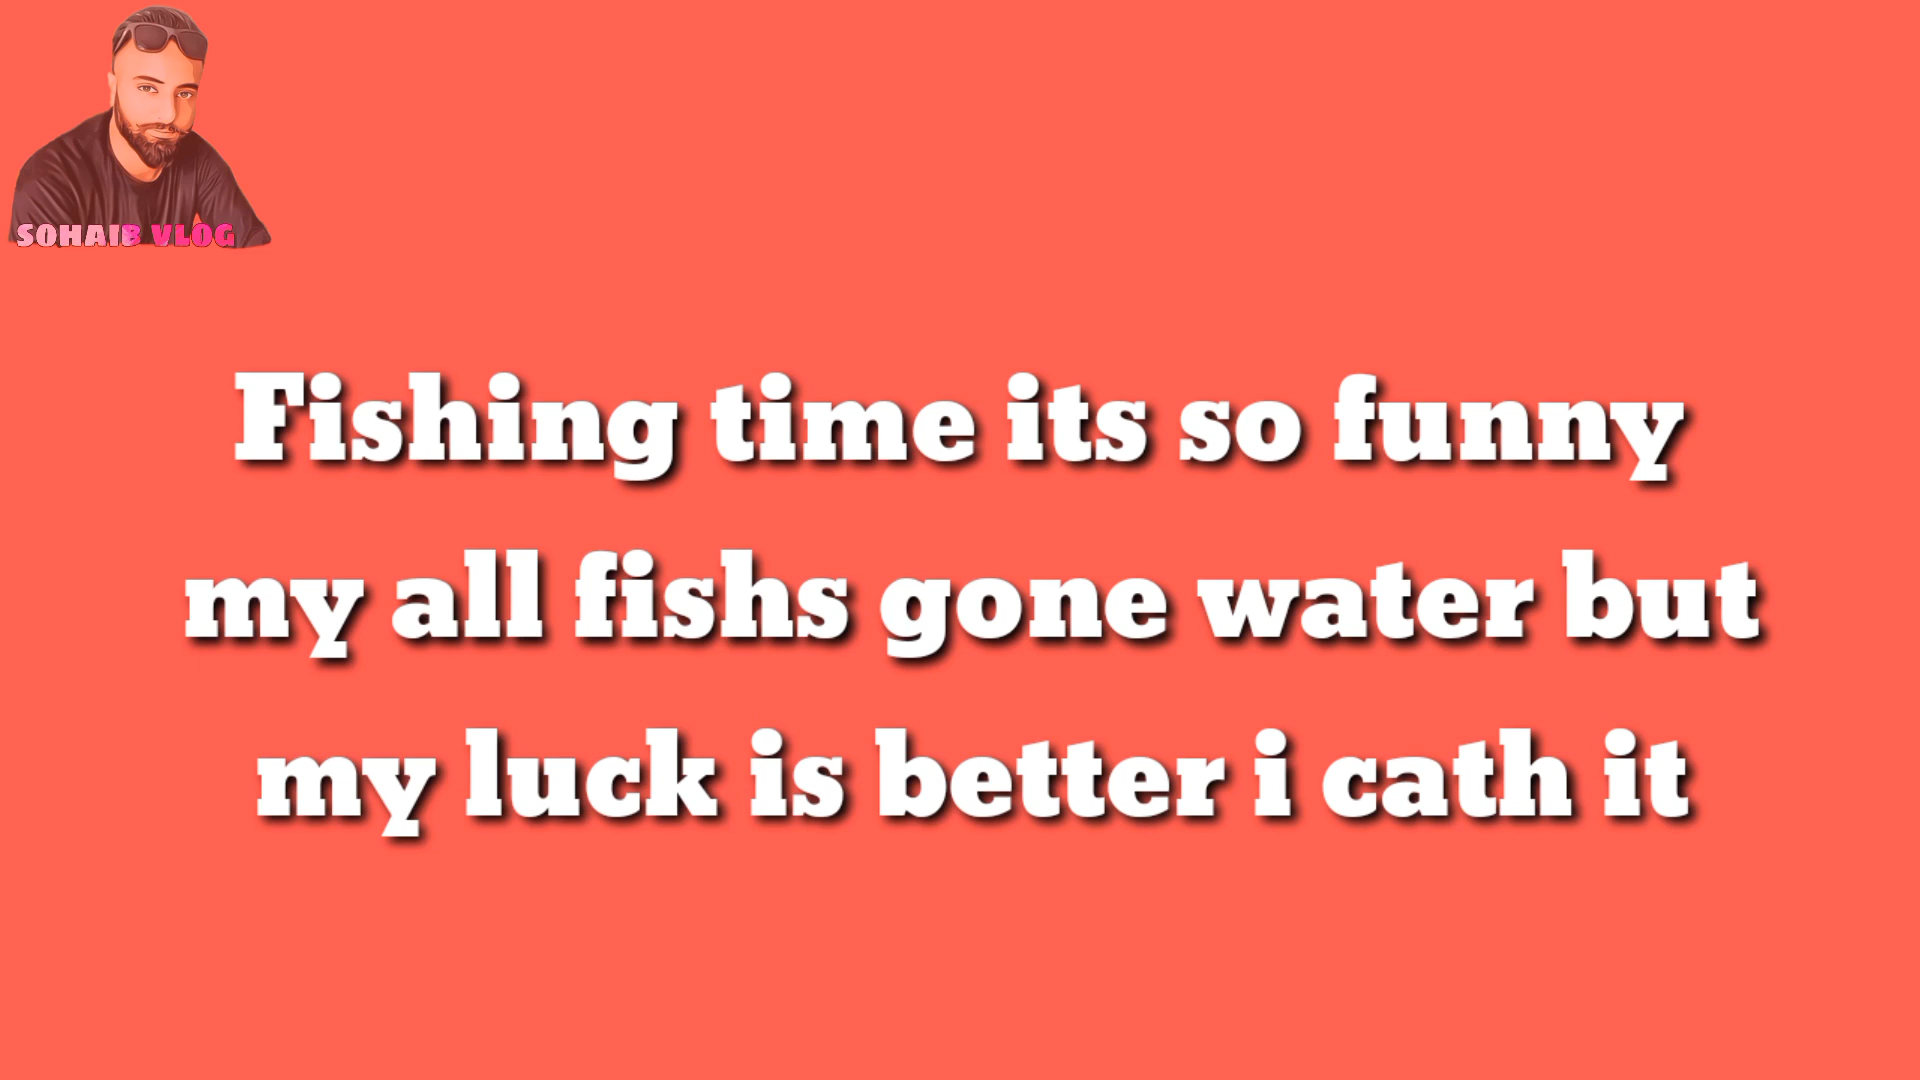 SOHAIB VLOG
Fishing time its so funny
my all fishs gone water but
my luck is better i cath it